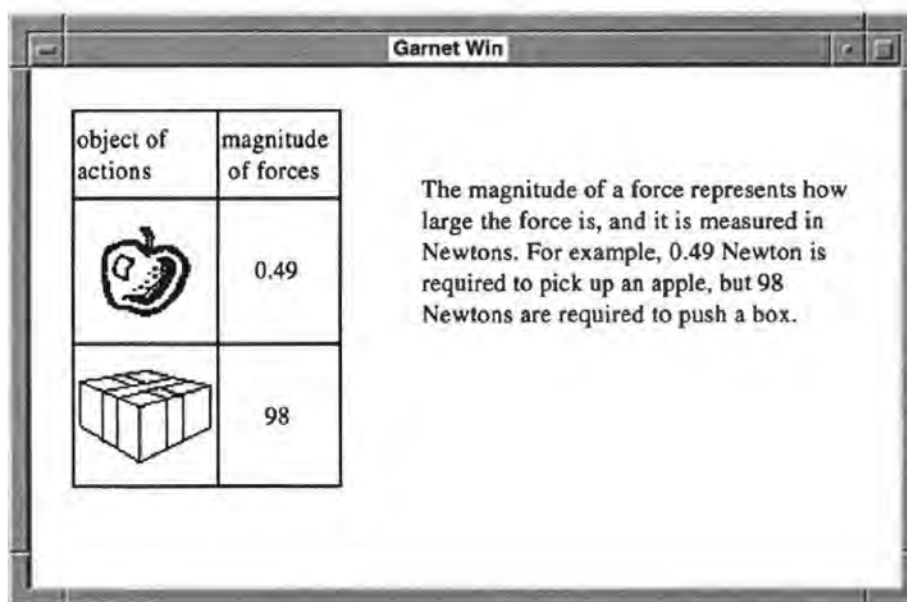 Garnet Win
object of
actions
magnitude
of forces
0.49
98
The magnitude of a force represents how
large the force is, and it is measured in
Newtons. For example, 0.49 Newton is
required to pick up an apple, but 98
Newtons are required to push a box.